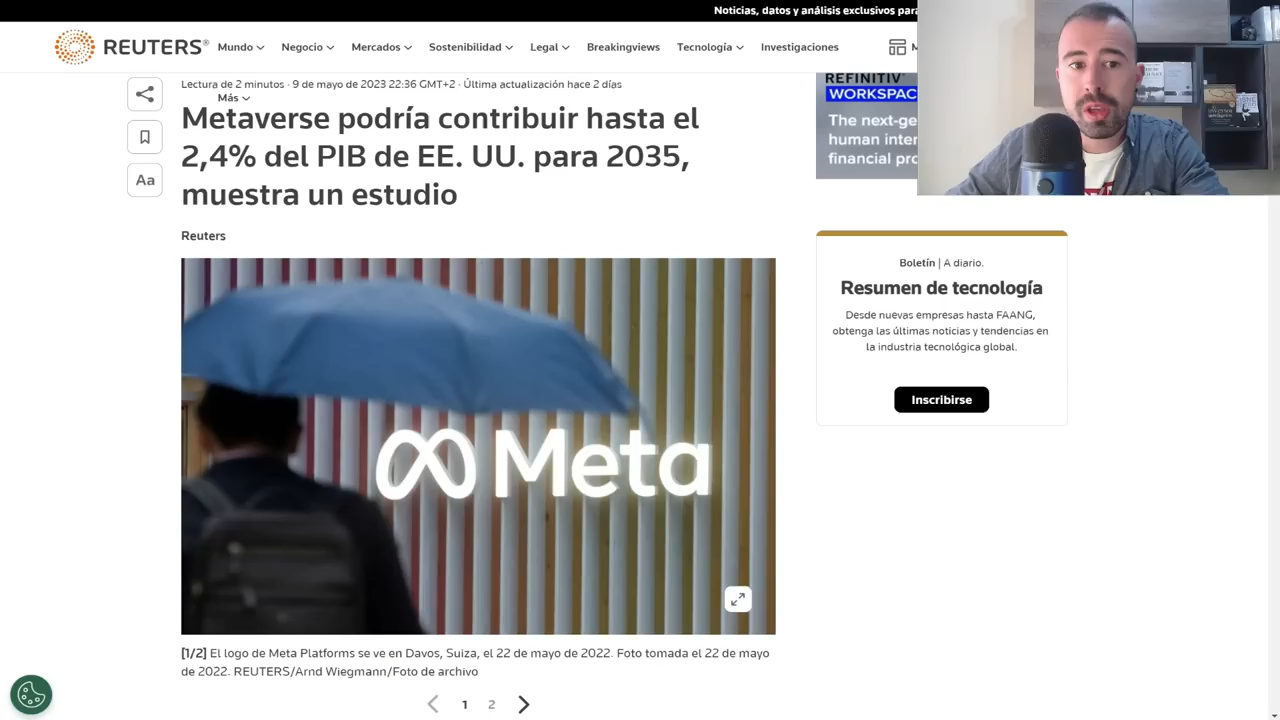 Noticias, datos y análisis exclusivos para
REUTERS®
Mundo
Negocio
Mercados
Sostenibilidad
Legal
Breakingviews
Tecnología
Investigaciones
M
Lectura de 2 minutos · 9 de mayo de 2023 22:36 GMT+2 · Última actualización hace 2 días
Más
Metaverse podría contribuir hasta el
2,4% del PIB de EE. UU. para 2035,
muestra un estudio
Aa
Reuters
REFINITIV
WORKSPAC
The next-ge
human inter
financial pro
Boletín | A diario.
Resumen de tecnología
Desde nuevas empresas hasta FAANG,
obtenga las últimas noticias y tendencias en
la industria tecnológica global.
Inscribirse
Meta
[1/2] El logo de Meta Platforms se ve en Davos, Suiza, el 22 de mayo de 2022. Foto tomada el 22 de mayo
de 2022. REUTERS/Arnd Wiegmann/Foto de archivo
1 2